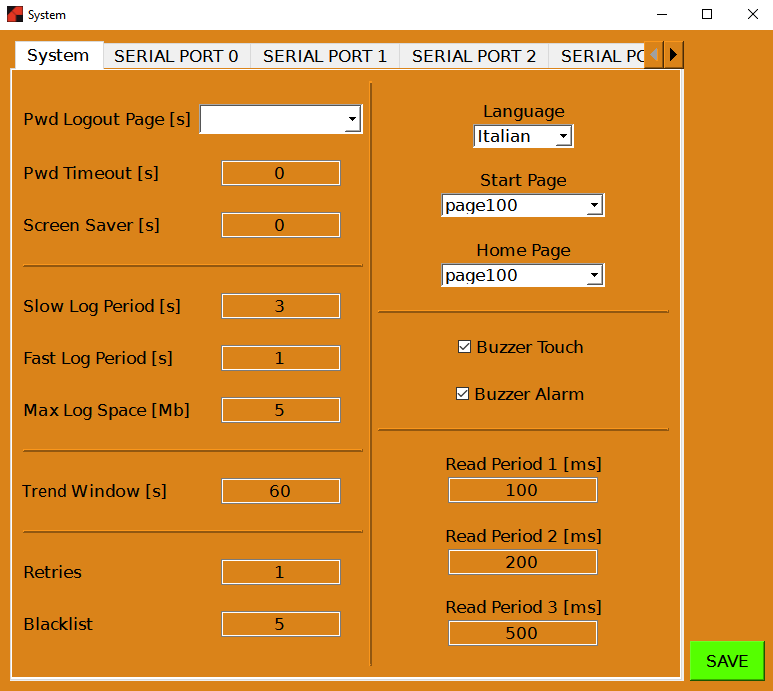 System
System
SERIAL PORT 0
SERIAL PORT 1
SERIAL PORT 2
SERIAL PO
Pwd Logout Page [s]
Pwd Timeout [s]
0
Screen Saver [s]
0
Slow Log Period [s]
3
Fast Log Period [s]
1
Max Log Space [Mb]
5
Trend Window [s]
60
Retries
1
Blacklist
5
Language
Italian
Start Page
page100
Home Page
page100
Buzzer Touch
Buzzer Alarm
Read Period 1 [ms]
100
Read Period 2 [ms]
200
Read Period 3 [ms]
500
SAVE